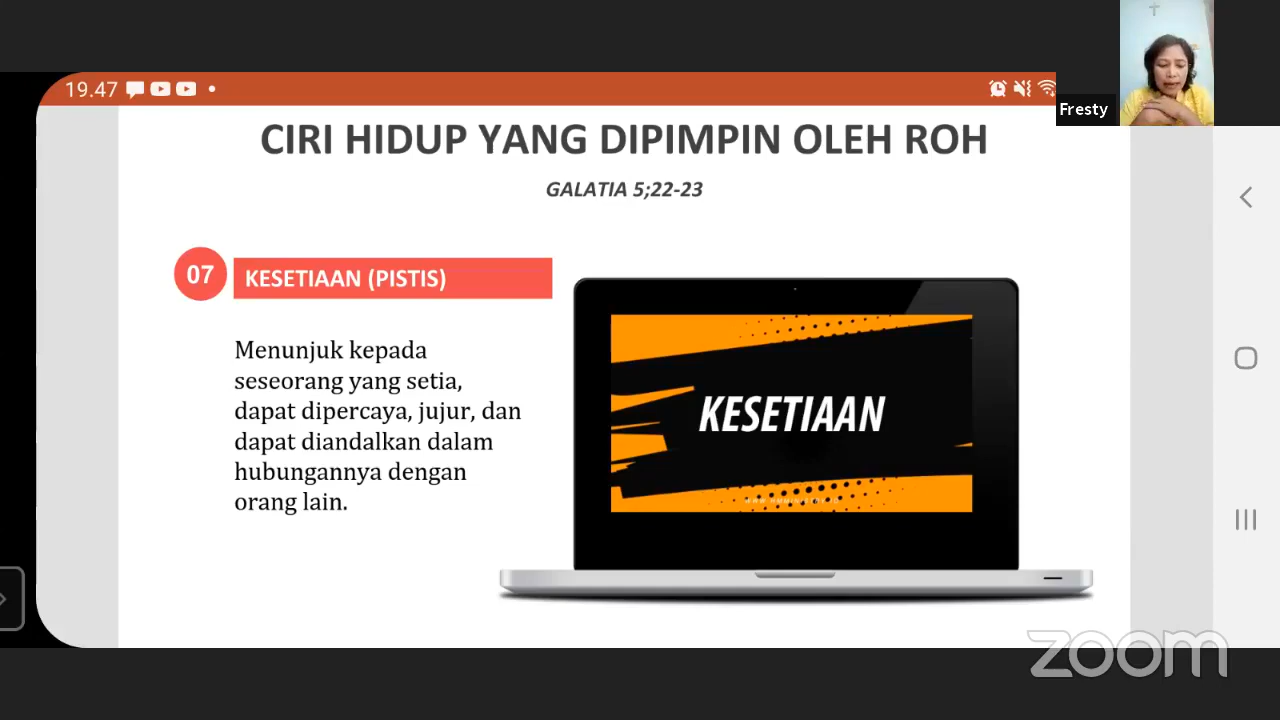 19.47
Fresty
CIRI HIDUP YANG DIPIMPIN OLEH ROH
GALATIA 5;22-23
07
KESETIAAN (PISTIS)
Menunjuk kepada
seseorang yang setia,
dapat dipercaya, jujur, dan
dapat diandalkan dalam
hubungannya dengan
orang lain.
KESETIAAN
zoom